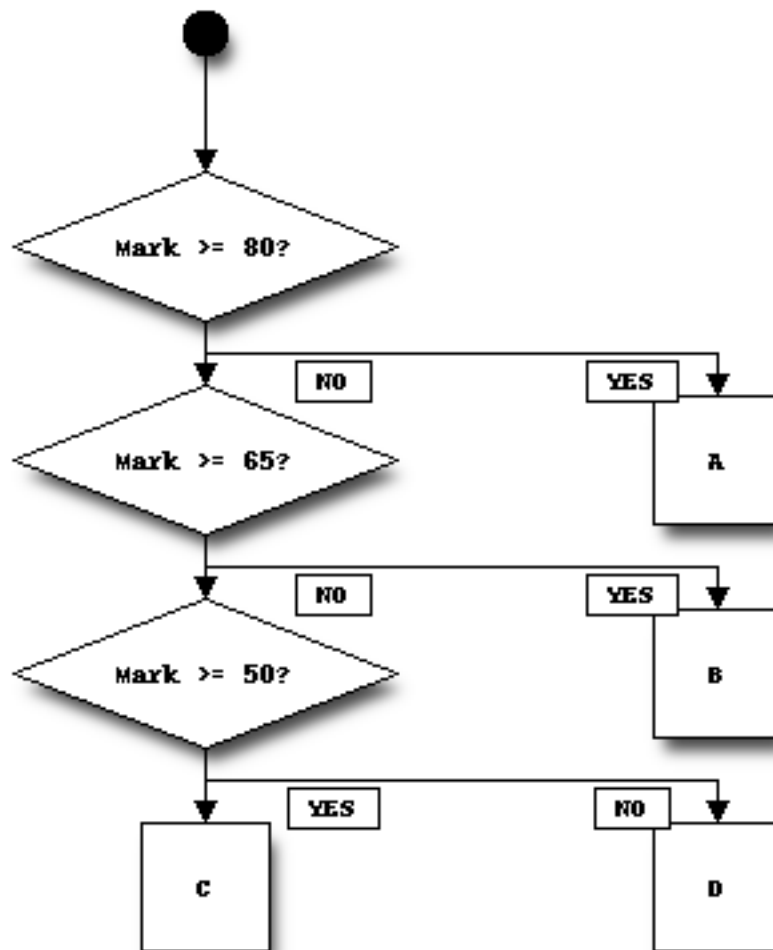 Mark >= 80?
NO
YES
Mark >= 65?
A
NO
YES
Mark >= 50?
B
YES
NO
C
D